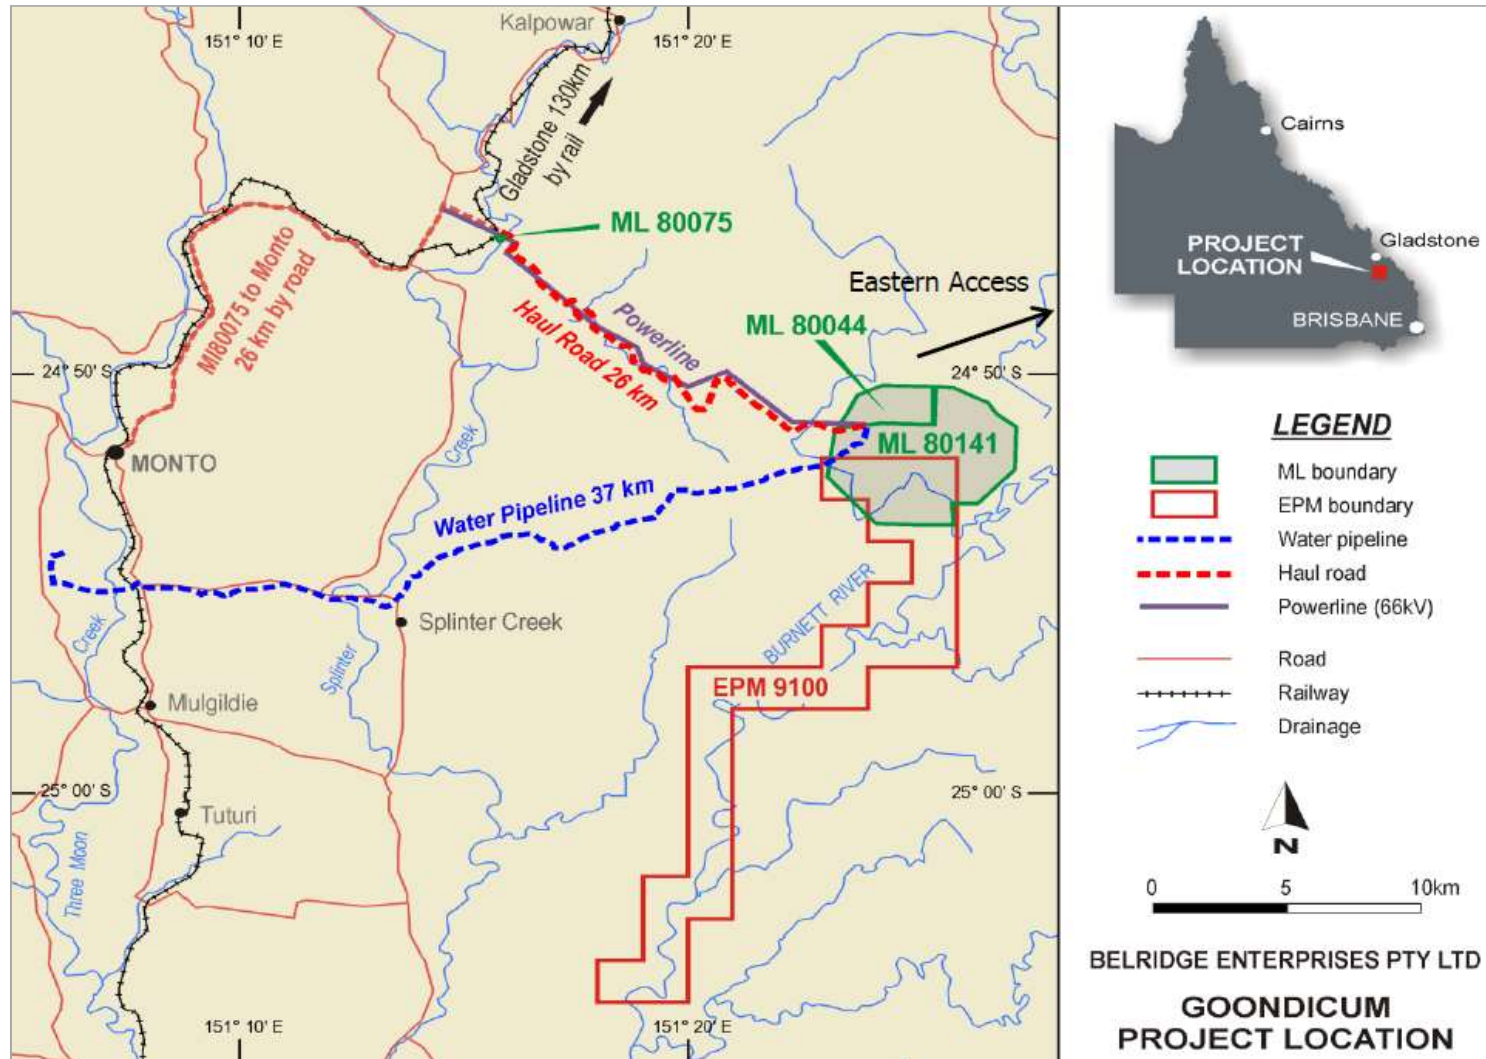 Kalpowar
151° 10' E
151° 20' E
Gladstone 130km
by rail
ML 80075
MI80075 to Monto
26 km by road
Eastern Access
Powerline
Haul Road 26 km
ML 80044
24° 50' S
24° 50' S
ML 80141
MONTO
Creek
Water Pipeline 37 km
Creek
Splinter Creek
Splinter
BURNETT RIVER
EPM 9100
Mulgildie
25° 00' S
25° 00' S
Tuturi
Three Moon
151° 10' E
151° 20' E
Cairns
Gladstone
PROJECT
LOCATION
BRISBANE
LEGEND
ML boundary
EPM boundary
Water pipeline
Haul road
Powerline (66kV)
Road
Railway
Drainage
N
0 5 10km
BELRIDGE ENTERPRISES PTY LTD
GOONDICUM
PROJECT LOCATION